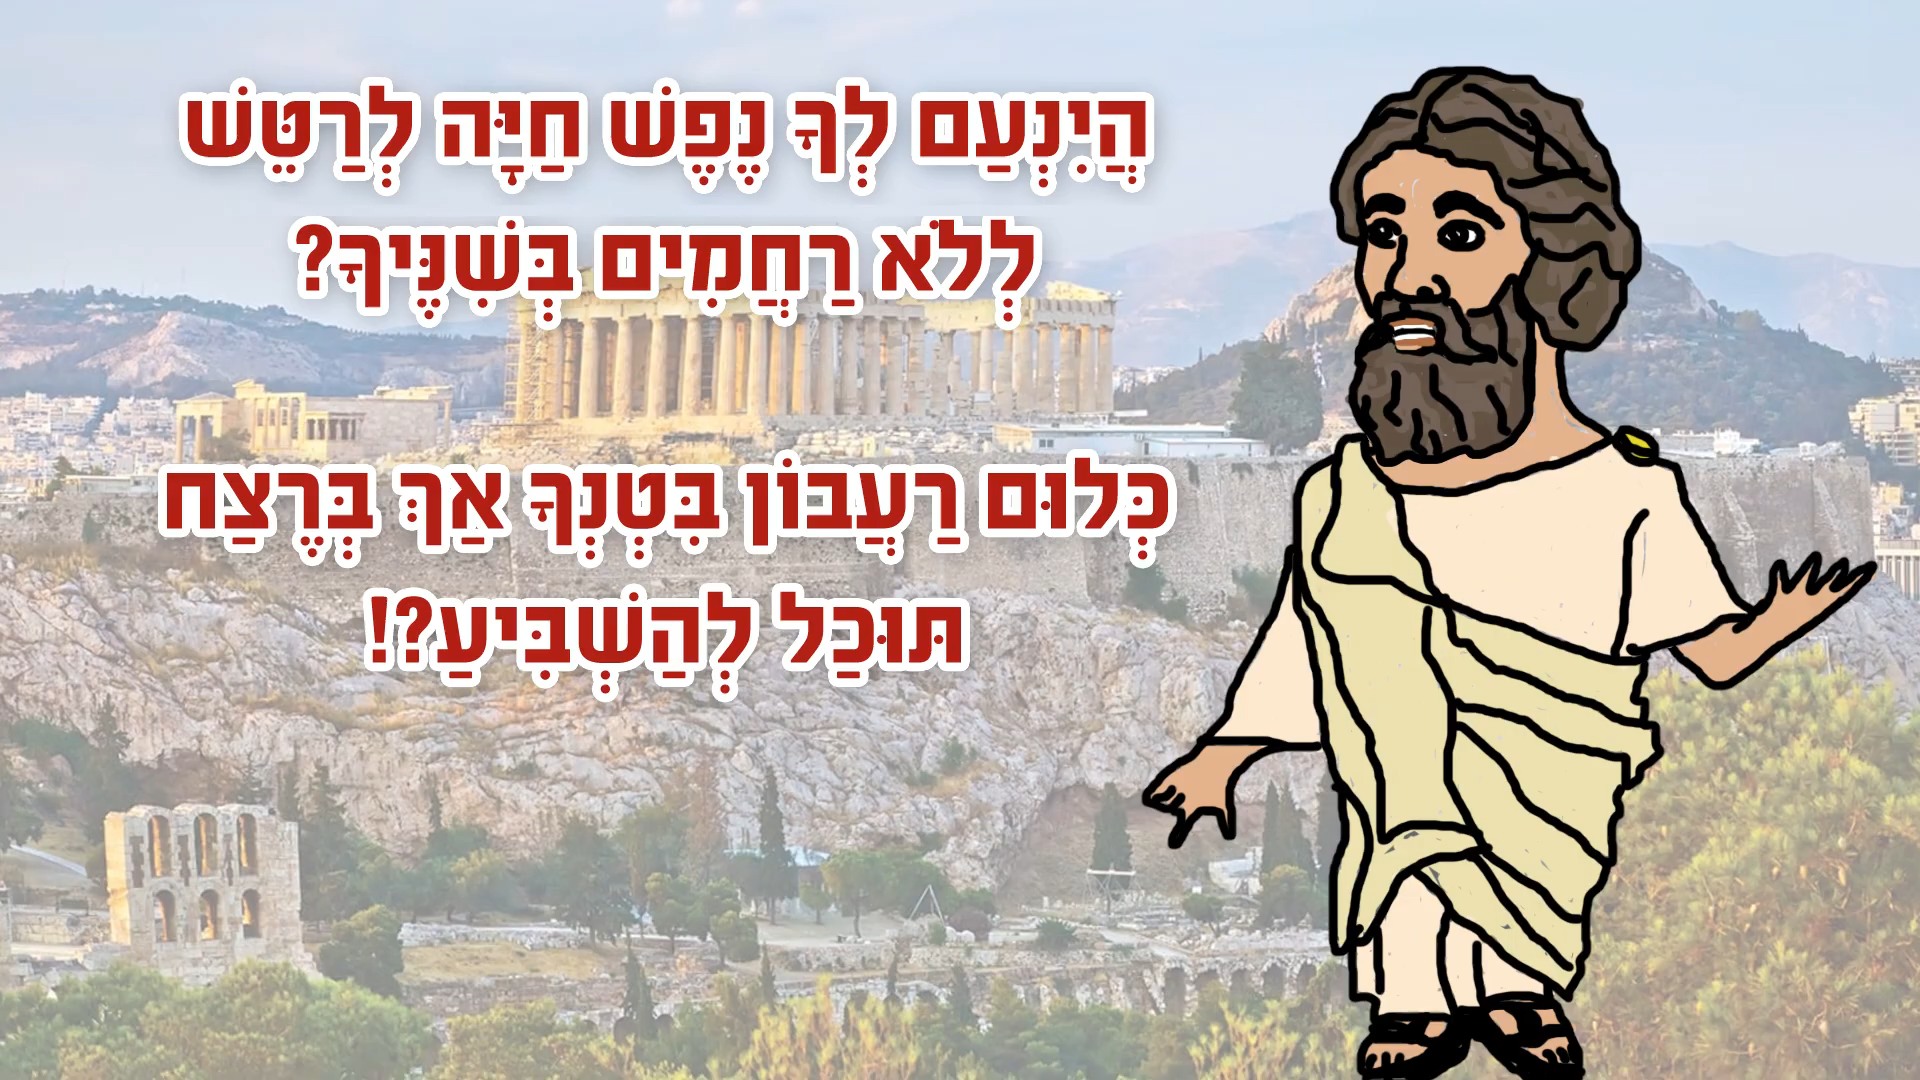 הֲיִנְעַם לְךָ נֶפֶשׁ חַיָּה לְרַטֵּשׁ
לְלֹא רַחֲמִים בְּשִׁנֶּיךָ?
כְּלוּם רַעֲבוֹן בִּטְנְךָ אַךְ בְּרֶצַח
תּוּכַל לְהַשְׁבִּיעַ?!